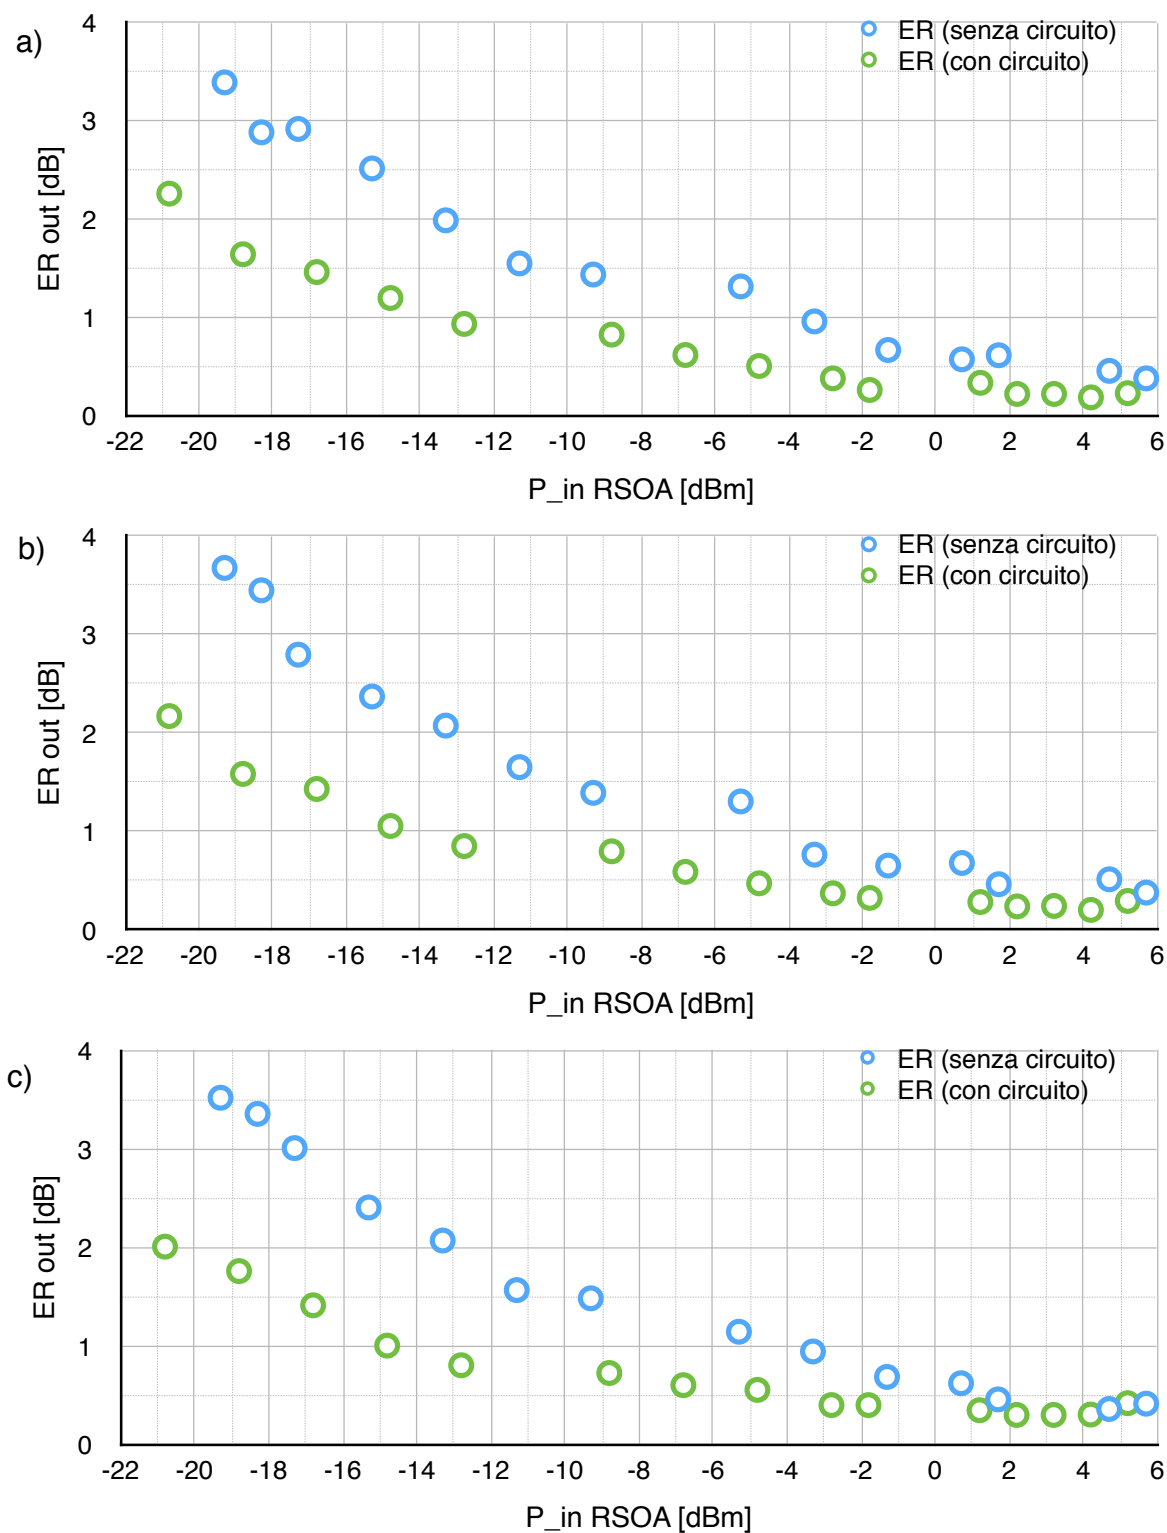 a)
ER (senza circuito)
ER (con circuito)
4
3
2
1
0
ER out [dB]
-22 -20 -18 -16 -14 -12 -10 -8 -6 -4 -2 0 2 4 6
P_in RSOA [dBm]
b)
ER (senza circuito)
ER (con circuito)
4
3
2
1
0
ER out [dB]
-22 -20 -18 -16 -14 -12 -10 -8 -6 -4 -2 0 2 4 6
P_in RSOA [dBm]
c)
ER (senza circuito)
ER (con circuito)
4
3
2
1
0
ER out [dB]
-22 -20 -18 -16 -14 -12 -10 -8 -6 -4 -2 0 2 4 6
P_in RSOA [dBm]